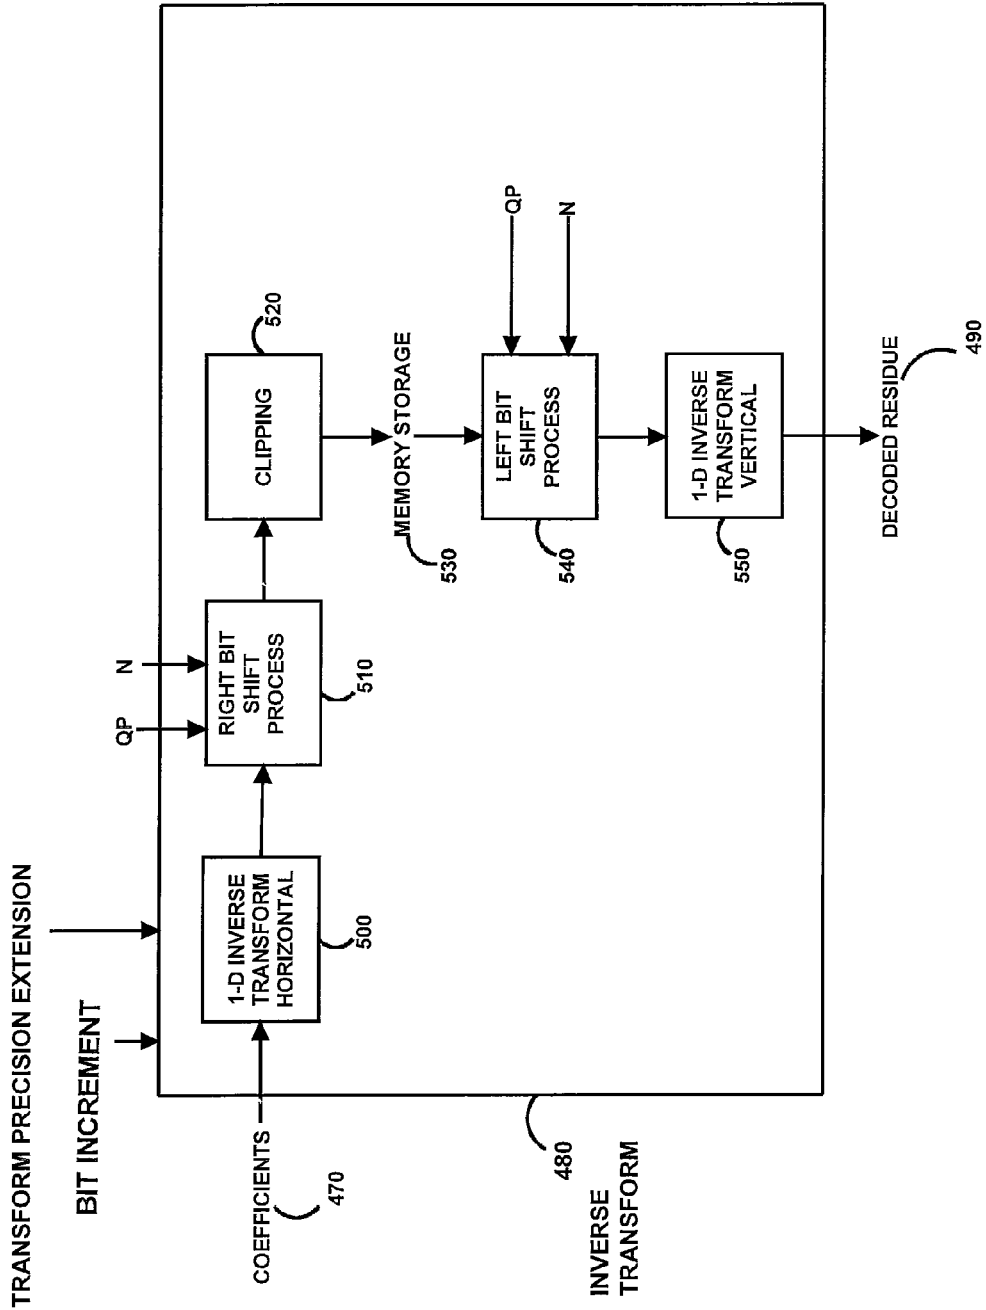 TRANSFORM PRECISION EXTENSION
BIT INCREMENT
COEFFICIENTS
470
1-D INVERSE
TRANSFORM
HORIZONTAL
500
QP
N
RIGHT BIT
SHIFT
PROCESS
510
CLIPPING
520
MEMORY STORAGE
530
LEFT BIT
SHIFT
PROCESS
540
QP
N
1-D INVERSE
TRANSFORM
VERTICAL
550
DECODED RESIDUE
490
480
INVERSE
TRANSFORM